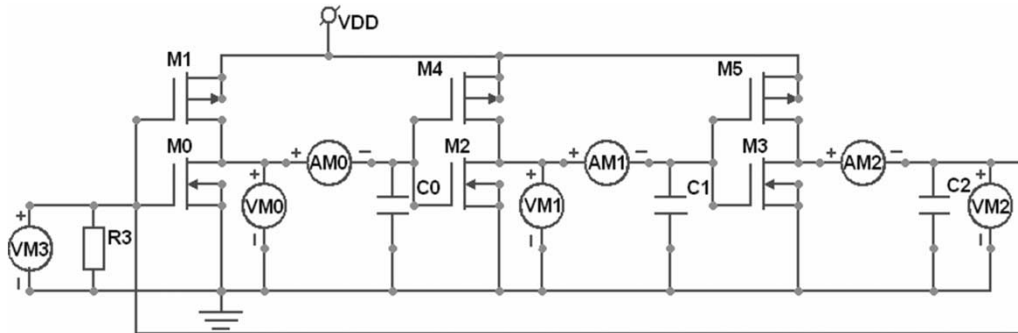 VDD
M1
M4
M5
M0
M2
M3
+ AM0 −
+ AM1 −
+ AM2 −
+
+
+
C0
C1
C2
VM0
VM1
VM2
+
VM3
R3
I
I
I
I